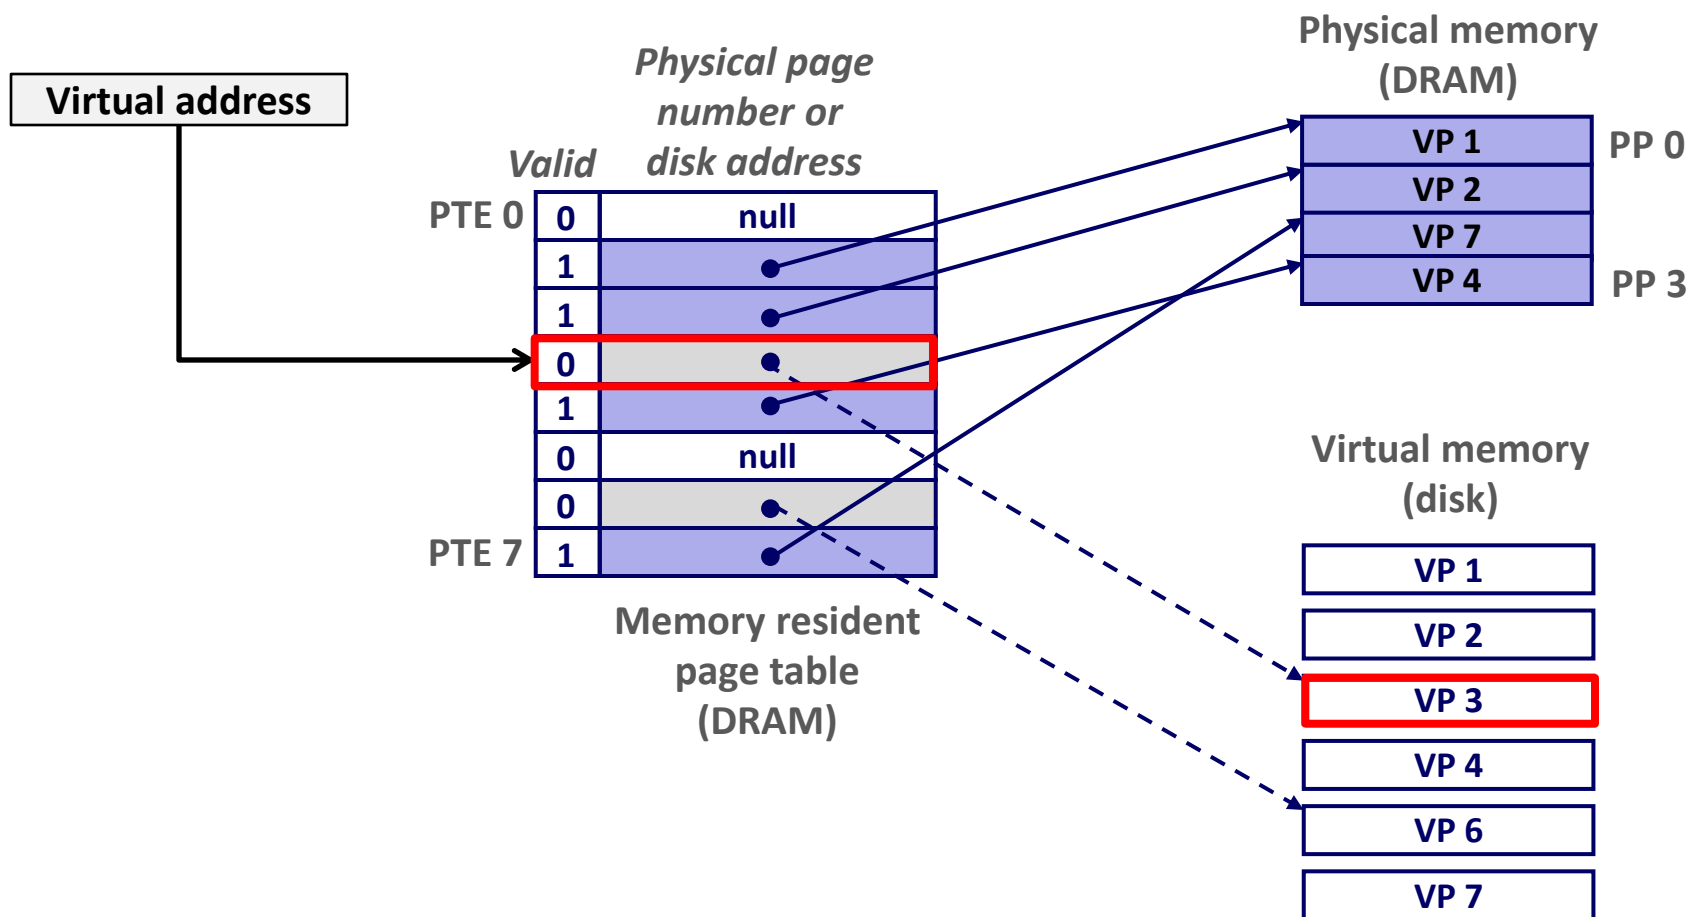 Virtual address
Physical page
number or
disk address
Valid
PTE 0
0
null
1
1
0
1
0
null
0
PTE 7
1
Memory resident
page table
(DRAM)
Physical memory
(DRAM)
VP 1
PP 0
VP 2
VP 7
VP 4
PP 3
Virtual memory
(disk)
VP 1
VP 2
VP 3
VP 4
VP 6
VP 7